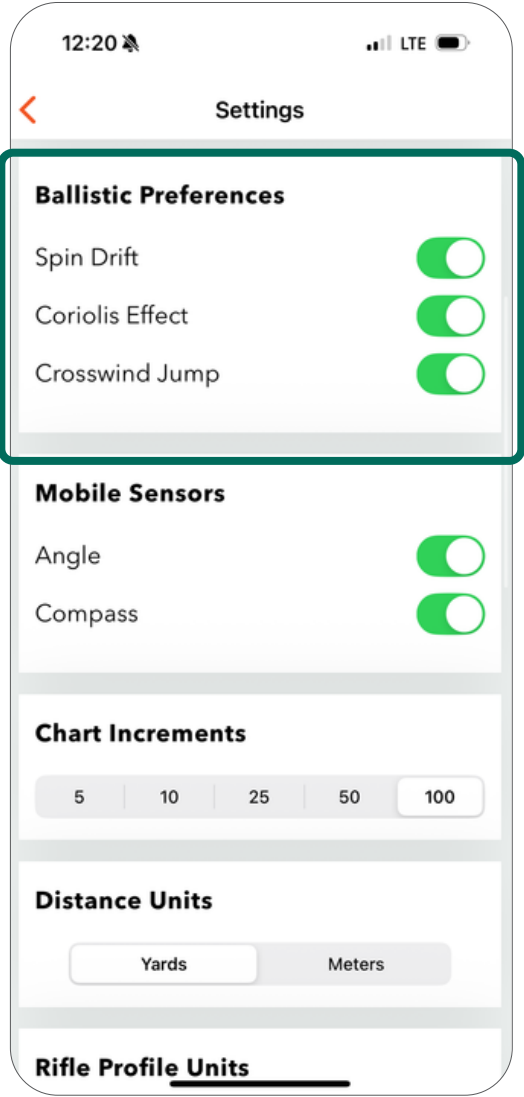 12:20 LTE
Settings
Ballistic Preferences
Spin Drift
Coriolis Effect
Crosswind Jump
Mobile Sensors
Angle
Compass
Chart Increments
5 10 25 50 100
Distance Units
Yards Meters
Rifle Profile Units